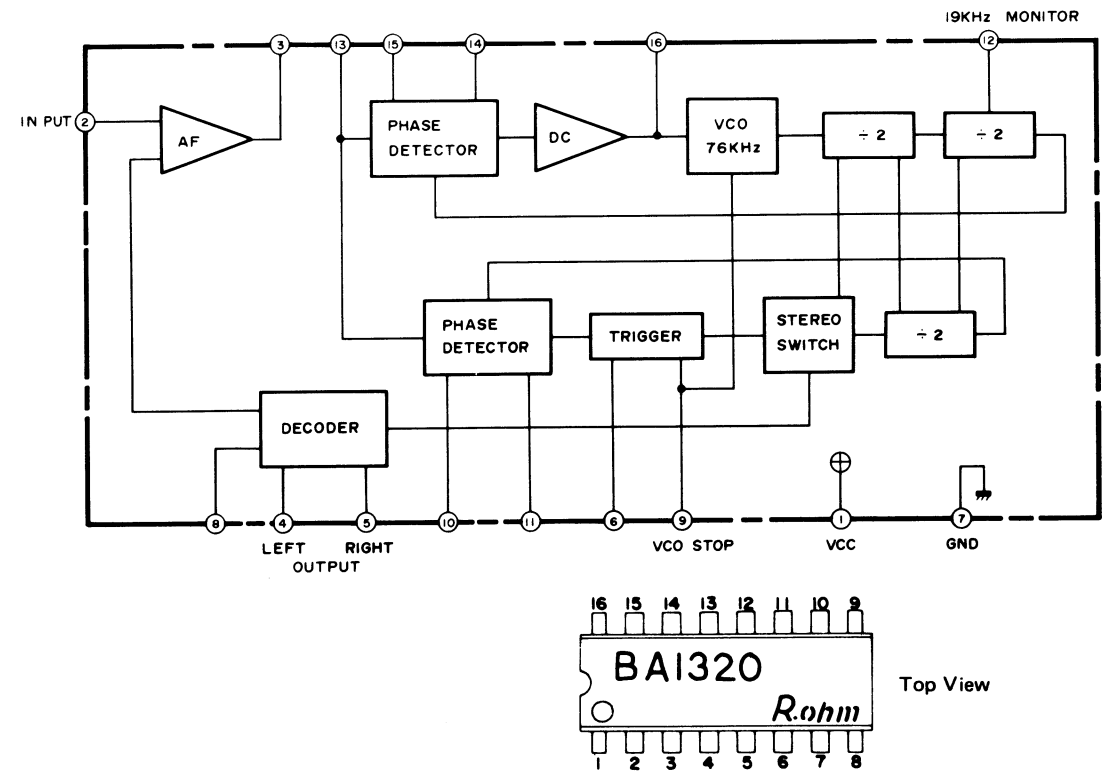 19KHz MONITOR
3 13 15 14 16 12
IN PUT 2
AF
PHASE
DETECTOR
DC
VCO
76KHz
÷ 2
÷ 2
PHASE
DETECTOR
TRIGGER
STEREO
SWITCH
÷ 2
DECODER
8 4 5 10 11 6 9 1 7
LEFT RIGHT
OUTPUT
VCO STOP
VCC
GND
16 15 14 13 12 11 10 9
BA1320
R.ohm
Top View
1 2 3 4 5 6 7 8